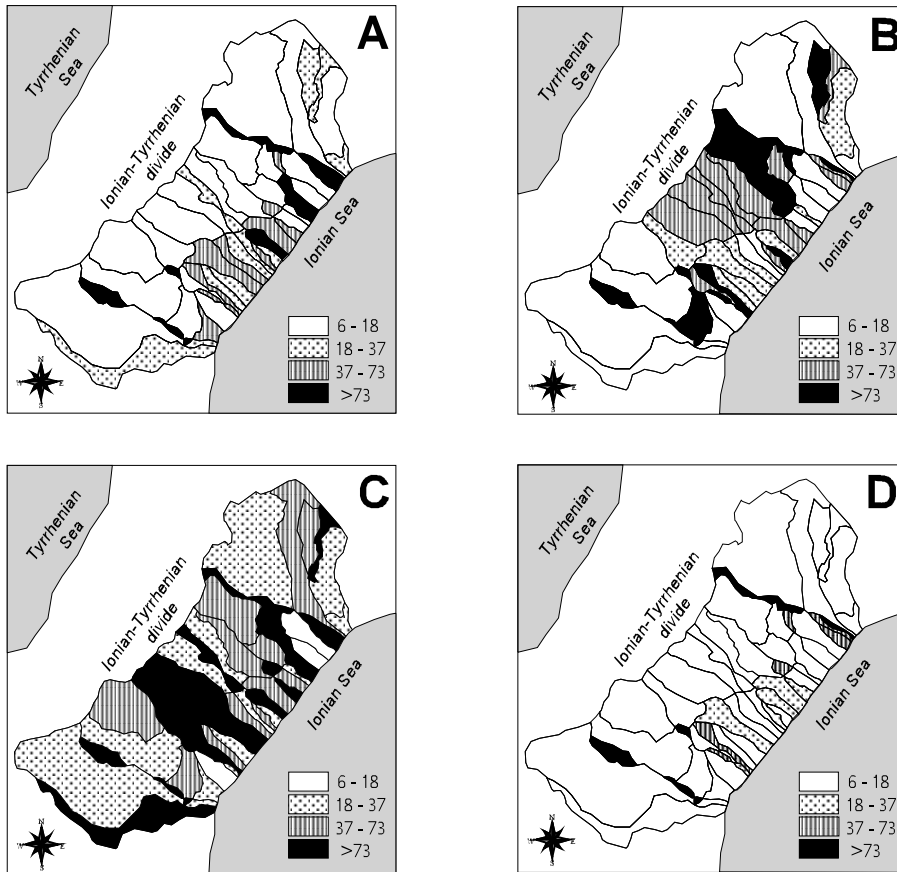 A
Tyrrhenian
Sea
Ionian-Tyrrhenian
divide
Ionian Sea
6 - 18
18 - 37
37 - 73
>73
N
W E
S
B
Tyrrhenian
Sea
Ionian-Tyrrhenian
divide
Ionian Sea
6 - 18
18 - 37
37 - 73
>73
N
W E
S
C
Tyrrhenian
Sea
Ionian-Tyrrhenian
divide
Ionian Sea
6 - 18
18 - 37
37 - 73
>73
N
W E
S
D
Tyrrhenian
Sea
Ionian-Tyrrhenian
divide
Ionian Sea
6 - 18
18 - 37
37 - 73
>73
N
W E
S